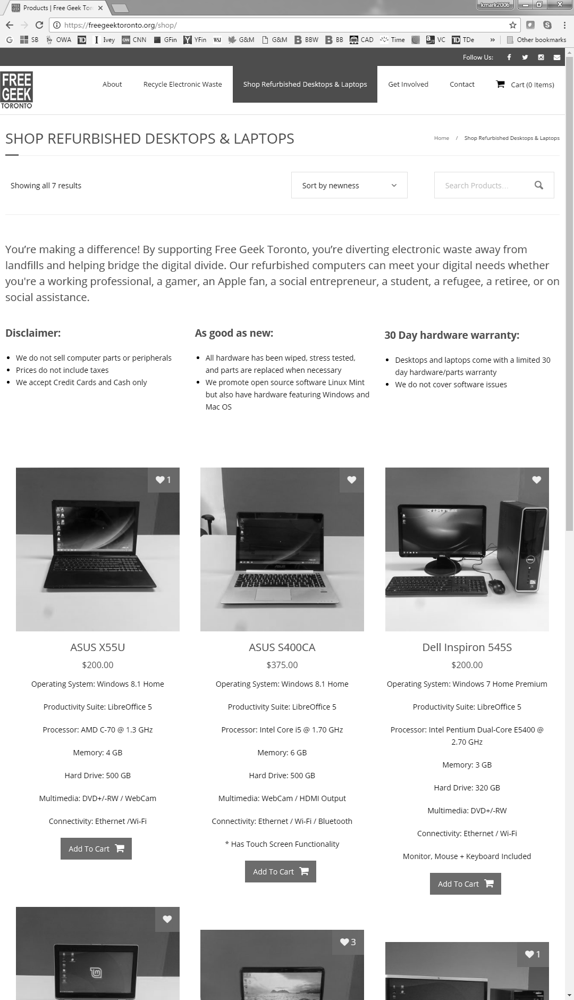 Products | Free Geek Tor
kmark2006
https://freegeektoronto.org/shop/
SB OWA Ivey CNN GFin YFin WSJ G&M G&M BBW BB CAD Time VC TDe » Other bookmarks
Follow Us:
FREE
GEEK
TORONTO
About Recycle Electronic Waste Shop Refurbished Desktops & Laptops Get Involved Contact Cart (0 Items)
SHOP REFURBISHED DESKTOPS & LAPTOPS
Home / Shop Refurbished Desktops & Laptops
Showing all 7 results
Sort by newness
Search Products...
You’re making a difference! By supporting Free Geek Toronto, you’re diverting electronic waste away from
landfills and helping bridge the digital divide. Our refurbished computers can meet your digital needs whether
you're a working professional, a gamer, an Apple fan, a social entrepreneur, a student, a refugee, a retiree, or on
social assistance.
Disclaimer:
• We do not sell computer parts or peripherals
• Prices do not include taxes
• We accept Credit Cards and Cash only
As good as new:
• All hardware has been wiped, stress tested,
and parts are replaced when necessary
• We promote open source software Linux Mint
but also have hardware featuring Windows and
Mac OS
30 Day hardware warranty:
• Desktops and laptops come with a limited 30
day hardware/parts warranty
• We do not cover software issues
1
ASUS X55U
$200.00
Operating System: Windows 8.1 Home
Productivity Suite: LibreOffice 5
Processor: AMD C-70 @ 1.3 GHz
Memory: 4 GB
Hard Drive: 500 GB
Multimedia: DVD+/-RW / WebCam
Connectivity: Ethernet /Wi-Fi
Add To Cart
ASUS S400CA
$375.00
Operating System: Windows 8.1 Home
Productivity Suite: LibreOffice 5
Processor: Intel Core i5 @ 1.70 GHz
Memory: 6 GB
Hard Drive: 500 GB
Multimedia: WebCam / HDMI Output
Connectivity: Ethernet / Wi-Fi / Bluetooth
* Has Touch Screen Functionality
Add To Cart
DELL
Dell Inspiron 545S
$200.00
Operating System: Windows 7 Home Premium
Productivity Suite: LibreOffice 5
Processor: Intel Pentium Dual-Core E5400 @
2.70 GHz
Memory: 3 GB
Hard Drive: 320 GB
Multimedia: DVD+/-RW
Connectivity: Ethernet / Wi-Fi
Monitor, Mouse + Keyboard Included
Add To Cart
3
1